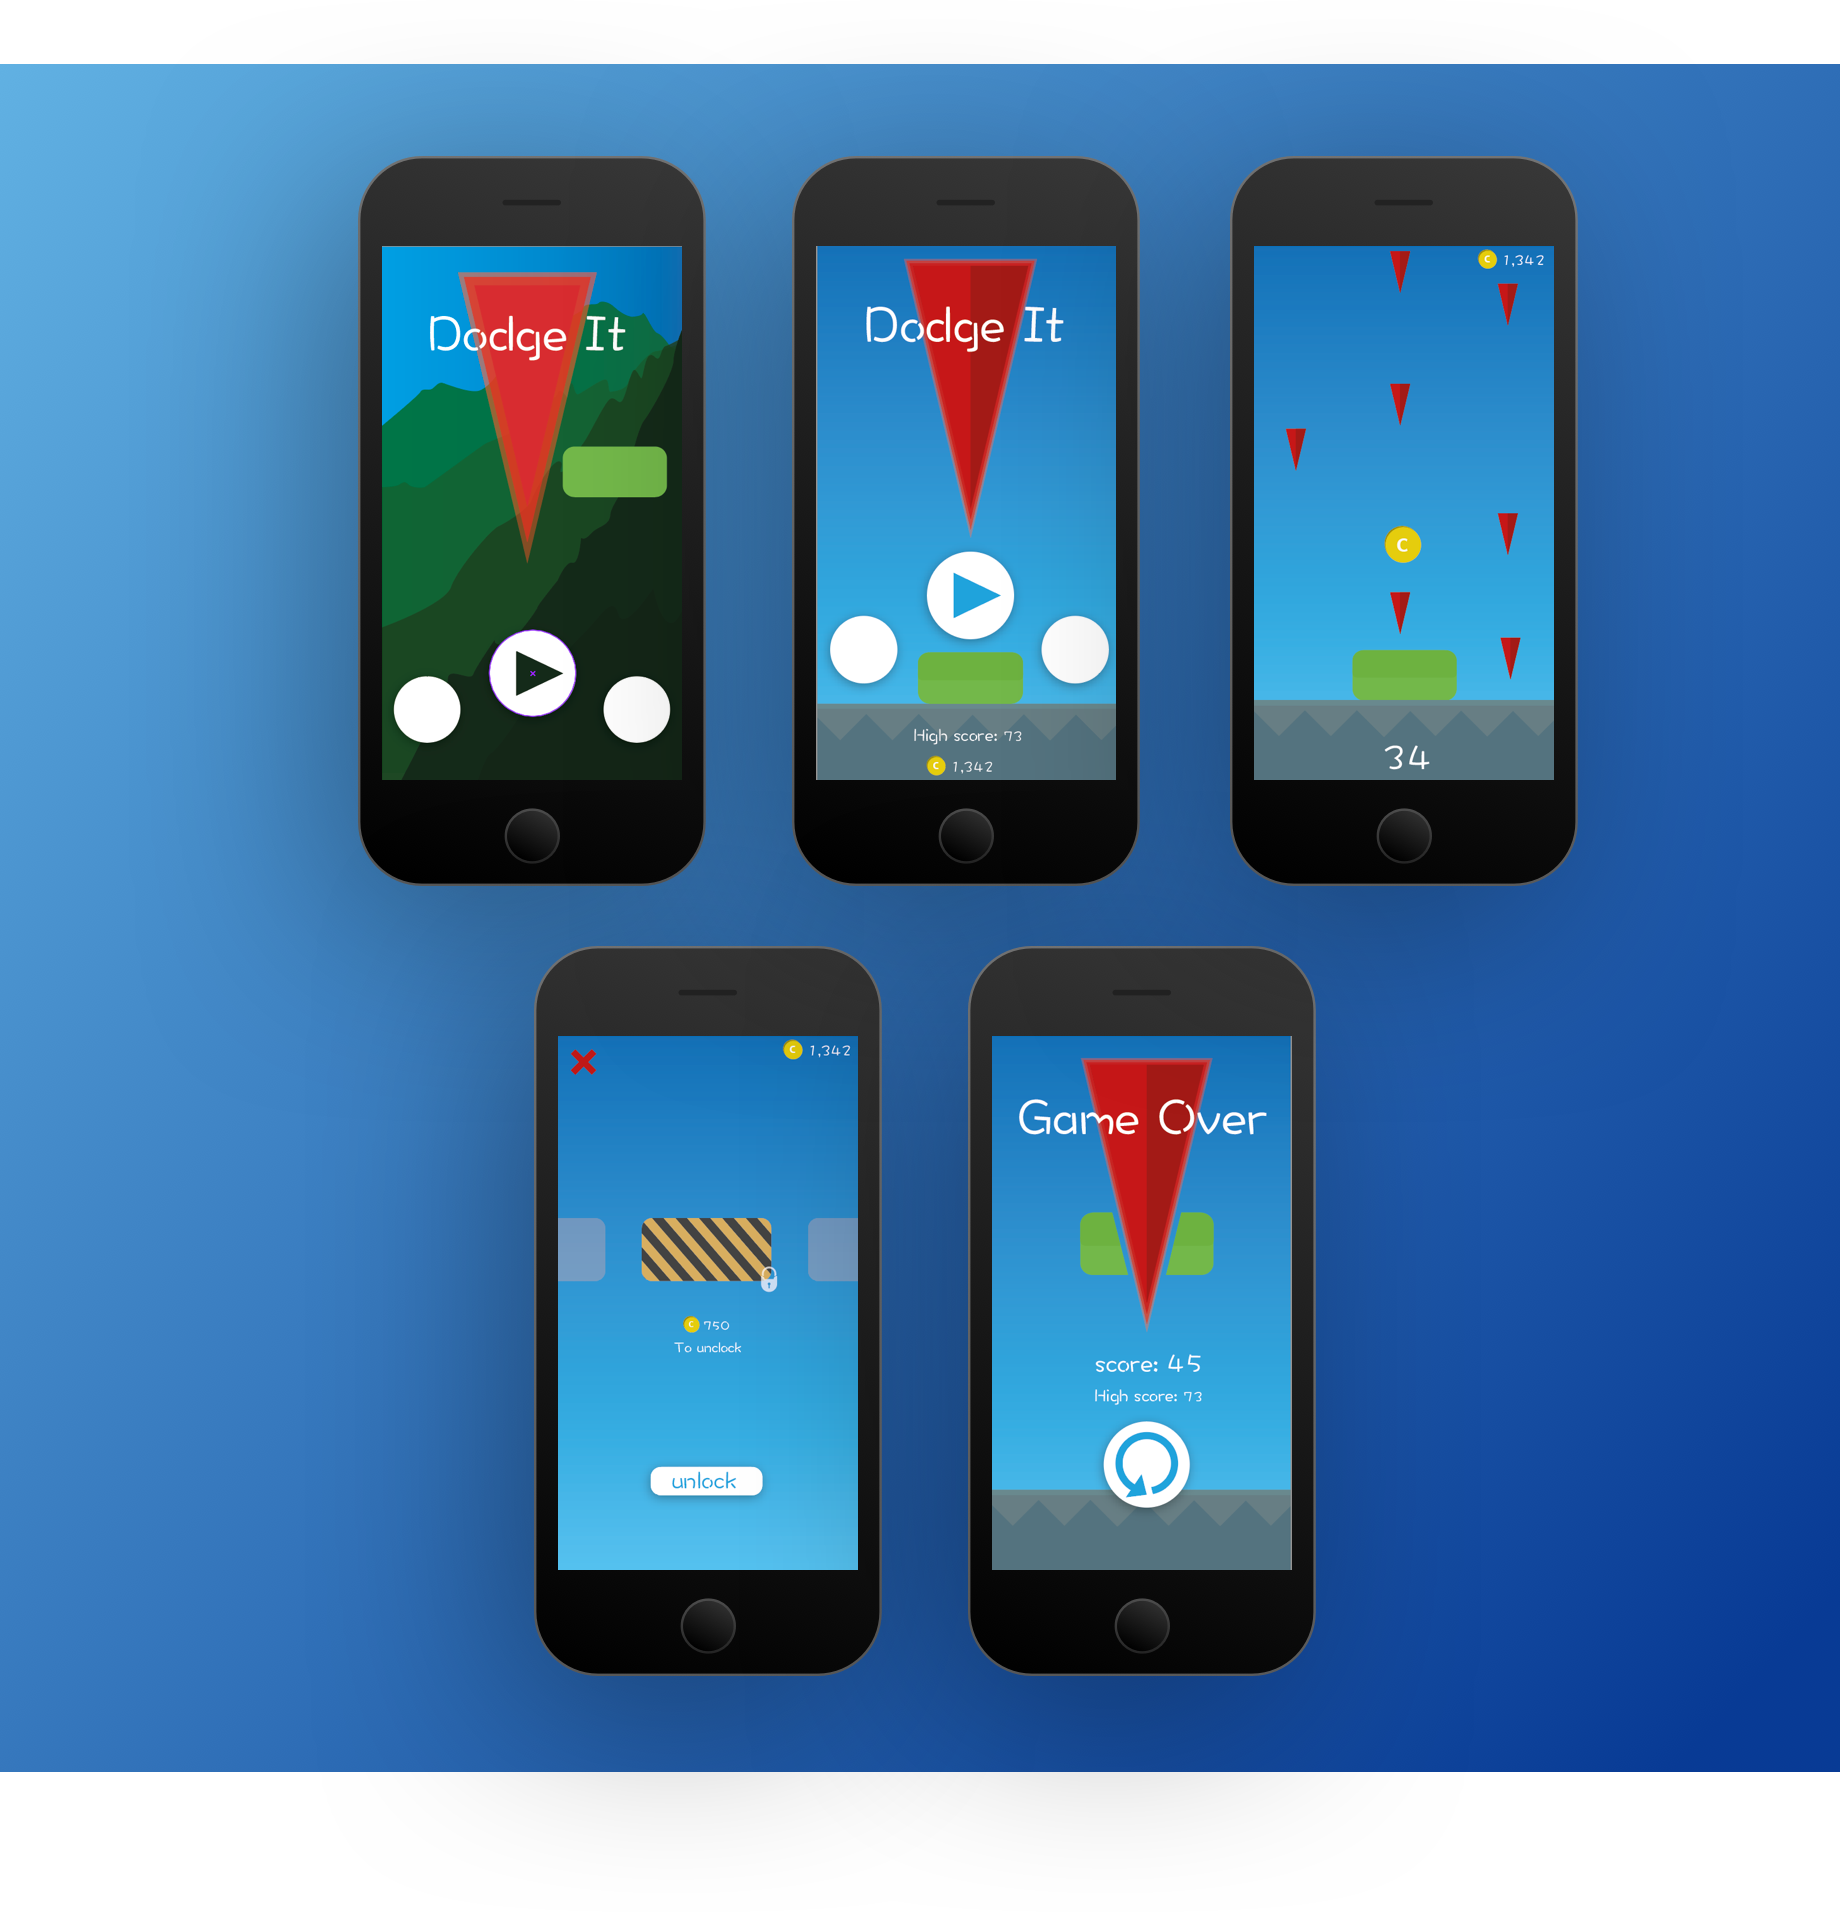 Dodge It
Dodge It
High score: 73
C 1,342
C 1,342
C
34
C 1,342
C 750
To unclock
unlock
Game Over
score: 45
High score: 73